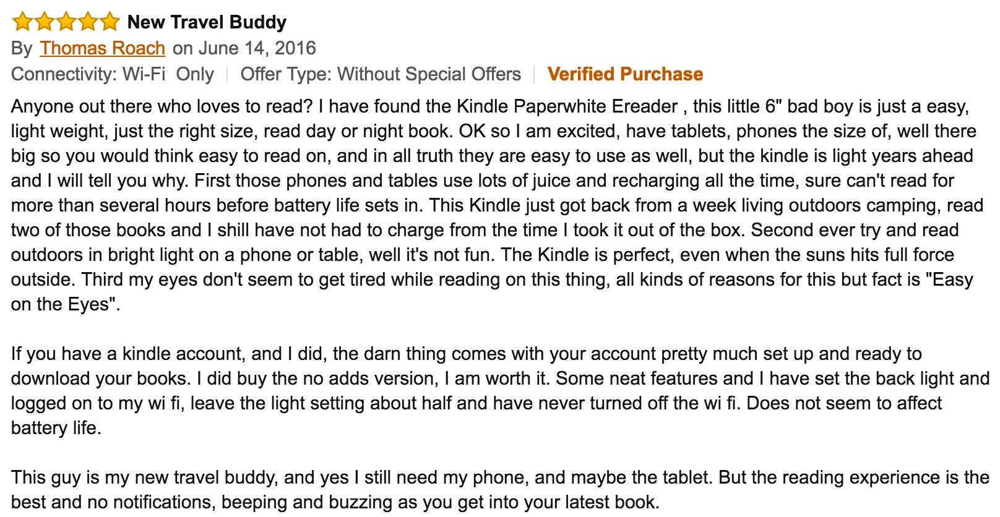 New Travel Buddy
By Thomas Roach on June 14, 2016
Connectivity: Wi-Fi Only | Offer Type: Without Special Offers | Verified Purchase
Anyone out there who loves to read? I have found the Kindle Paperwhite Ereader , this little 6" bad boy is just a easy,
light weight, just the right size, read day or night book. OK so I am excited, have tablets, phones the size of, well there
big so you would think easy to read on, and in all truth they are easy to use as well, but the kindle is light years ahead
and I will tell you why. First those phones and tables use lots of juice and recharging all the time, sure can't read for
more than several hours before battery life sets in. This Kindle just got back from a week living outdoors camping, read
two of those books and I shill have not had to charge from the time I took it out of the box. Second ever try and read
outdoors in bright light on a phone or table, well it's not fun. The Kindle is perfect, even when the suns hits full force
outside. Third my eyes don't seem to get tired while reading on this thing, all kinds of reasons for this but fact is "Easy
on the Eyes".
If you have a kindle account, and I did, the darn thing comes with your account pretty much set up and ready to
download your books. I did buy the no adds version, I am worth it. Some neat features and I have set the back light and
logged on to my wi fi, leave the light setting about half and have never turned off the wi fi. Does not seem to affect
battery life.
This guy is my new travel buddy, and yes I still need my phone, and maybe the tablet. But the reading experience is the
best and no notifications, beeping and buzzing as you get into your latest book.